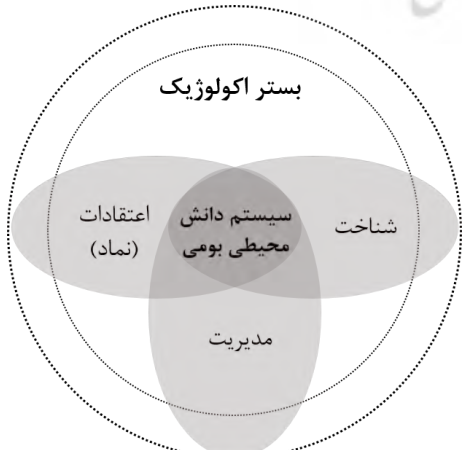 بستر اکولوژیک
شناخت
سیستم دانش
محیطی بومی
اعتقادات
(نماد)
مدیریت